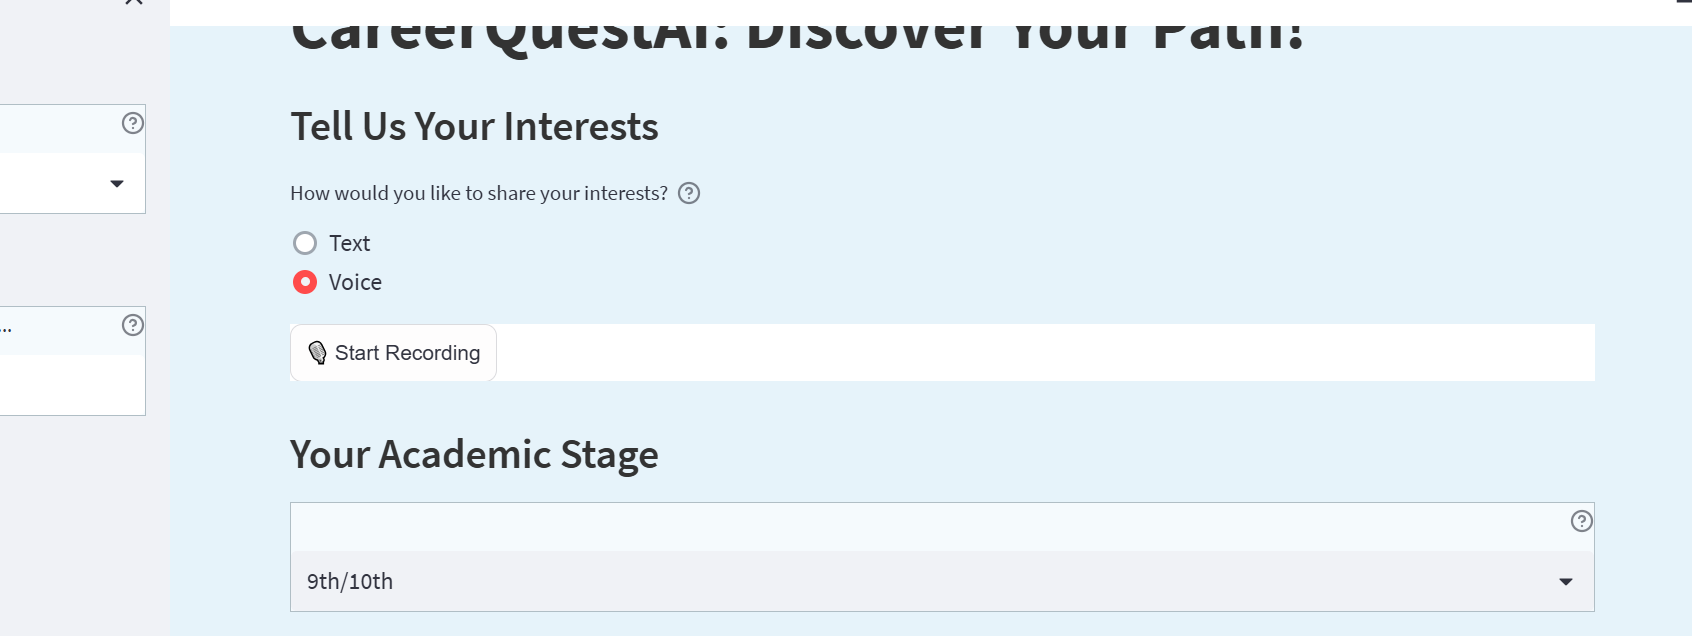 CareerQuestAI: Discover Your Path!
Tell Us Your Interests
How would you like to share your interests?
Text
Voice
...
Start Recording
Your Academic Stage
9th/10th